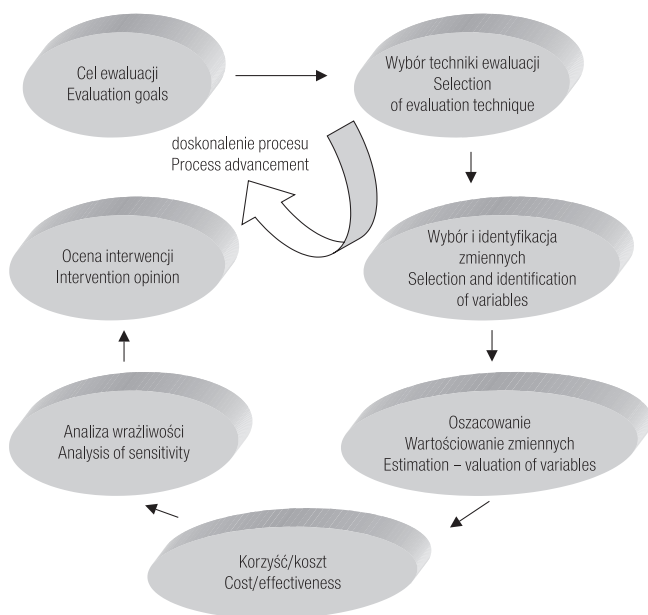 Cel ewaluacji
Evaluation goals
Wybór techniki ewaluacji
Selection
of evaluation technique
doskonalenie procesu
Process advancement
Wybór i identyfikacja
zmiennych
Selection and identification
of variables
Ocena interwencji
Intervention opinion
Oszacowanie
Wartościowanie zmiennych
Estimation – valuation of variables
Analiza wrażliwości
Analysis of sensitivity
Korzyść/koszt
Cost/effectiveness